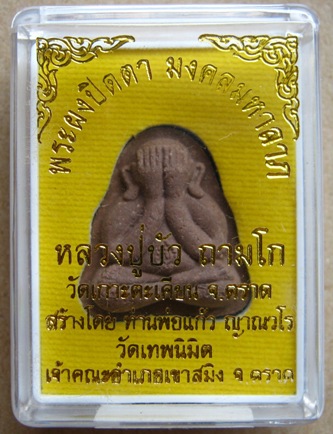 พระผงปิดตา มงคลมหาลาภ
หลวงปู่บัว ถามโก
วัดเกาะตะเคียน จ.ตราด
สร้างโดย ท่านพ่อแก้ว ญาณวโร
วัดเทพนิมิต
เจ้าคณะอำเภอเขาสมิง จ.ตราด